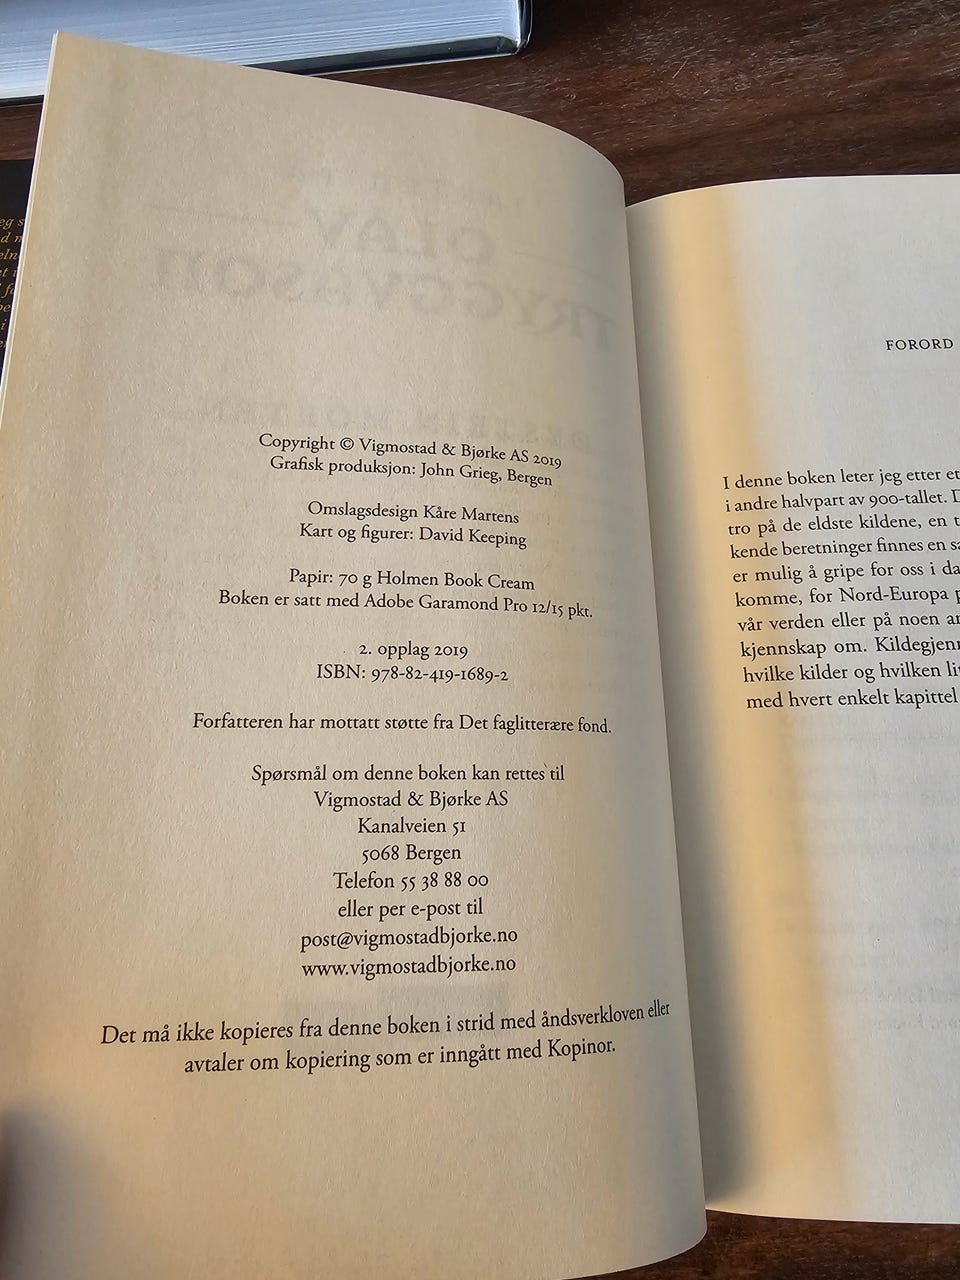 Copyright © Vigmostad & Bjørke AS 2019
Grafisk produksjon: John Grieg, Bergen
Omslagsdesign Kåre Martens
Kart og figurer: David Keeping
Papir: 70 g Holmen Book Cream
Boken er satt med Adobe Garamond Pro 12/15 pkt.
2. opplag 2019
ISBN: 978-82-419-1689-2
Forfatteren har mottatt støtte fra Det faglitterære fond.
Spørsmål om denne boken kan rettes til
Vigmostad & Bjørke AS
Kanalveien 51
5068 Bergen
Telefon 55 38 88 00
eller per e-post til
post@vigmostadbjorke.no
www.vigmostadbjorke.no
Det må ikke kopieres fra denne boken i strid med åndsverkloven eller
avtaler om kopiering som er inngått med Kopinor.
FORORD
I denne boken leter jeg etter
i andre halvpart av 900-tallet.
tro på de eldste kildene, en
kende beretninger finnes en
er mulig å gripe for oss i
komme, for Nord-Europa
vår verden eller på noen
kjennskap om.
hvilke kilder og hvilken
med hvert enkelt kapittel